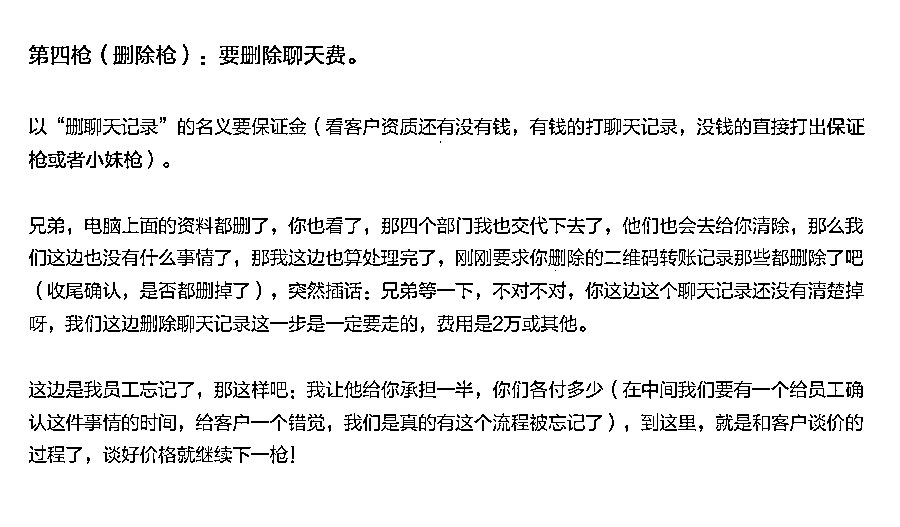 第四枪（删除枪）：要删除聊天费。
以“删聊天记录”的名义要保证金（看客户资质还有没有钱，有钱的打聊天记录，没钱的直接打出保证
枪或者小妹枪）。
兄弟，电脑上面的资料都删了，你也看了，那四个部门我也交代下去了，他们也会去给你清除，那么我
们这边也没有什么事情了，那我这边也算处理完了，刚刚要求你删除的二维码转账记录那些都删除了吧
（收尾确认，是否都删掉了），突然插话：兄弟等一下，不对不对，你这边这个聊天记录还没有清楚掉
呀，我们这边删除聊天记录这一步是一定要走的，费用是2万或其他。
这边是我员工忘记了，那这样吧：我让他给你承担一半，你们各付多少（在中间我们要有一个给员工确
认这件事情的时间，给客户一个错觉，我们是真的有这个流程被忘记了），到这里，就是和客户谈价的
过程了，谈好价格就继续下一枪！